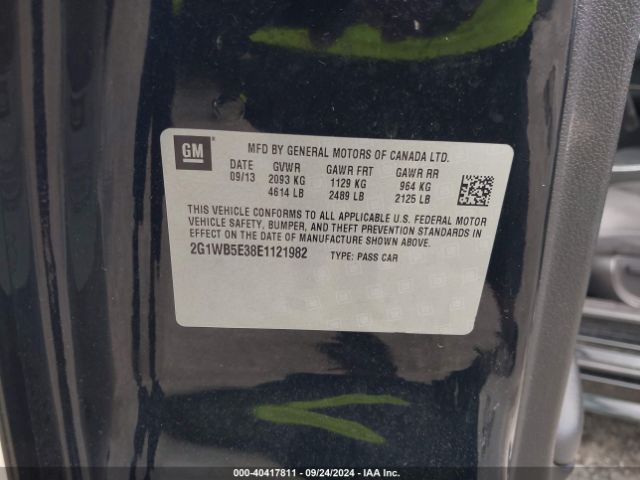 GM
MFD BY GENERAL MOTORS OF CANADA LTD.
DATE GVWR GAWR FRT GAWR RR
09/13 2093 KG 1129 KG 964 KG
4614 LB 2489 LB 2125 LB
THIS VEHICLE CONFORMS TO ALL APPLICABLE U.S. FEDERAL MOTOR
VEHICLE SAFETY, BUMPER, AND THEFT PREVENTION STANDARDS IN
EFFECT ON THE DATE OF MANUFACTURE SHOWN ABOVE.
2G1WB5E38E1121982 TYPE: PASS CAR
000-40417811 - 09/24/2024 - IAA Inc.